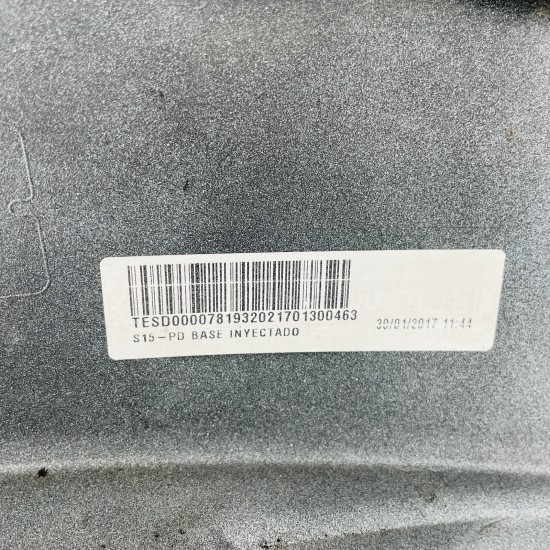 TESD0000781932021701300463 30/01/2017 11:44
S15-PD BASE INYECTADO